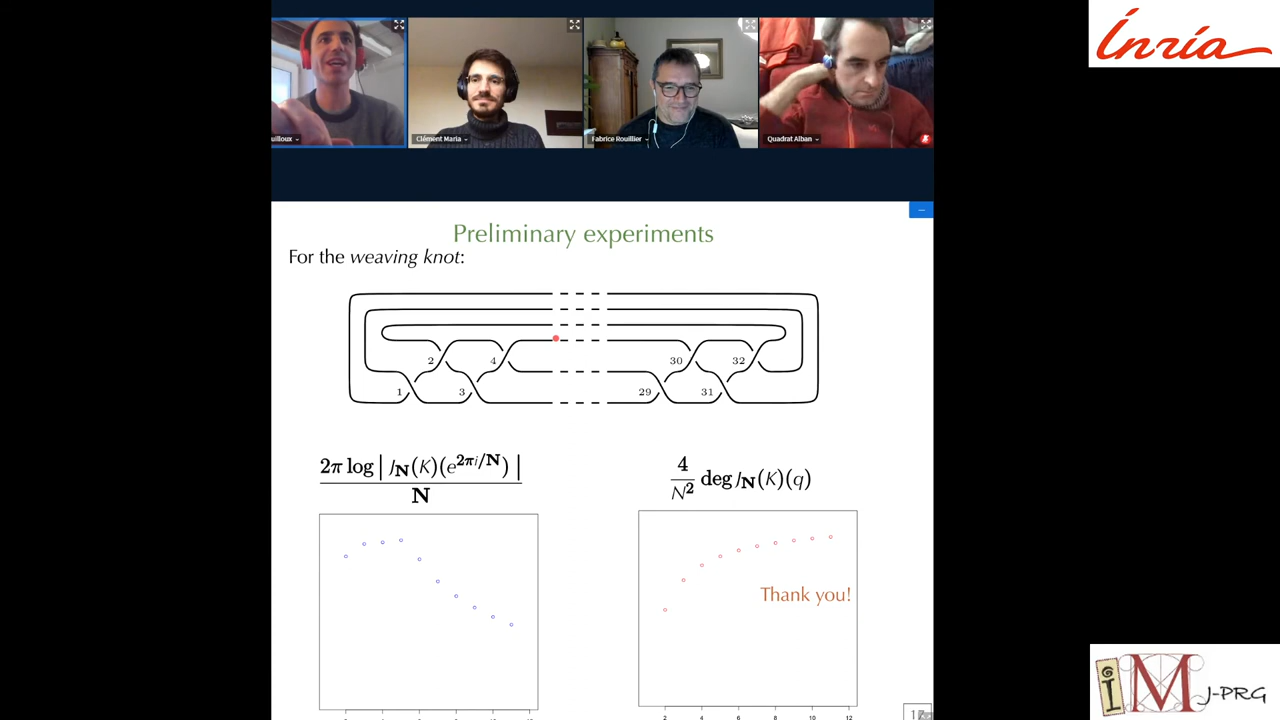 Inria
uilloux
Clément Maria
Fabrice Rouillier
Quadrat Alban
Preliminary experiments
For the weaving knot:
2 4 30 32
1 3 29 31
2π log | J_N(K)(e^{2πi/N}) |
N
4
N² deg J_N(K)(q)
Thank you!
2 4 6 8 10 12
iMJ-PRG